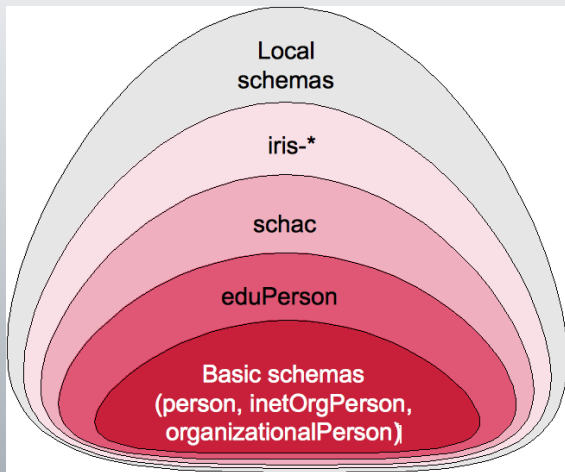 Local
schemas
iris-*
schac
eduPerson
Basic schemas
(person, inetOrgPerson,
organizationalPerson)